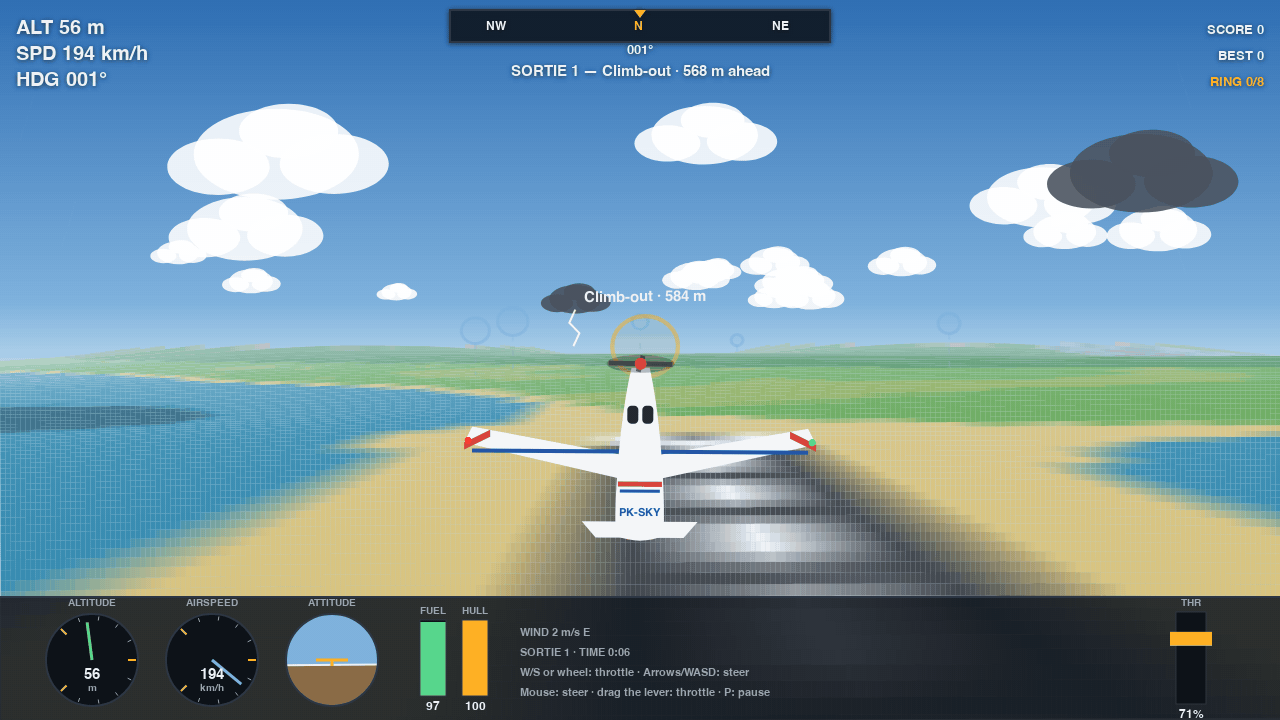 ALT 56 m
SPD 194 km/h
HDG 001°
NW N NE
001°
SORTIE 1 — Climb-out · 568 m ahead
SCORE 0
BEST 0
RING 0/8
Climb-out · 584 m
PK-SKY
ALTITUDE
56
m
AIRSPEED
194
km/h
ATTITUDE
FUEL
97
HULL
100
WIND 2 m/s E
SORTIE 1 · TIME 0:06
W/S or wheel: throttle · Arrows/WASD: steer
Mouse: steer · drag the lever: throttle · P: pause
THR
71%